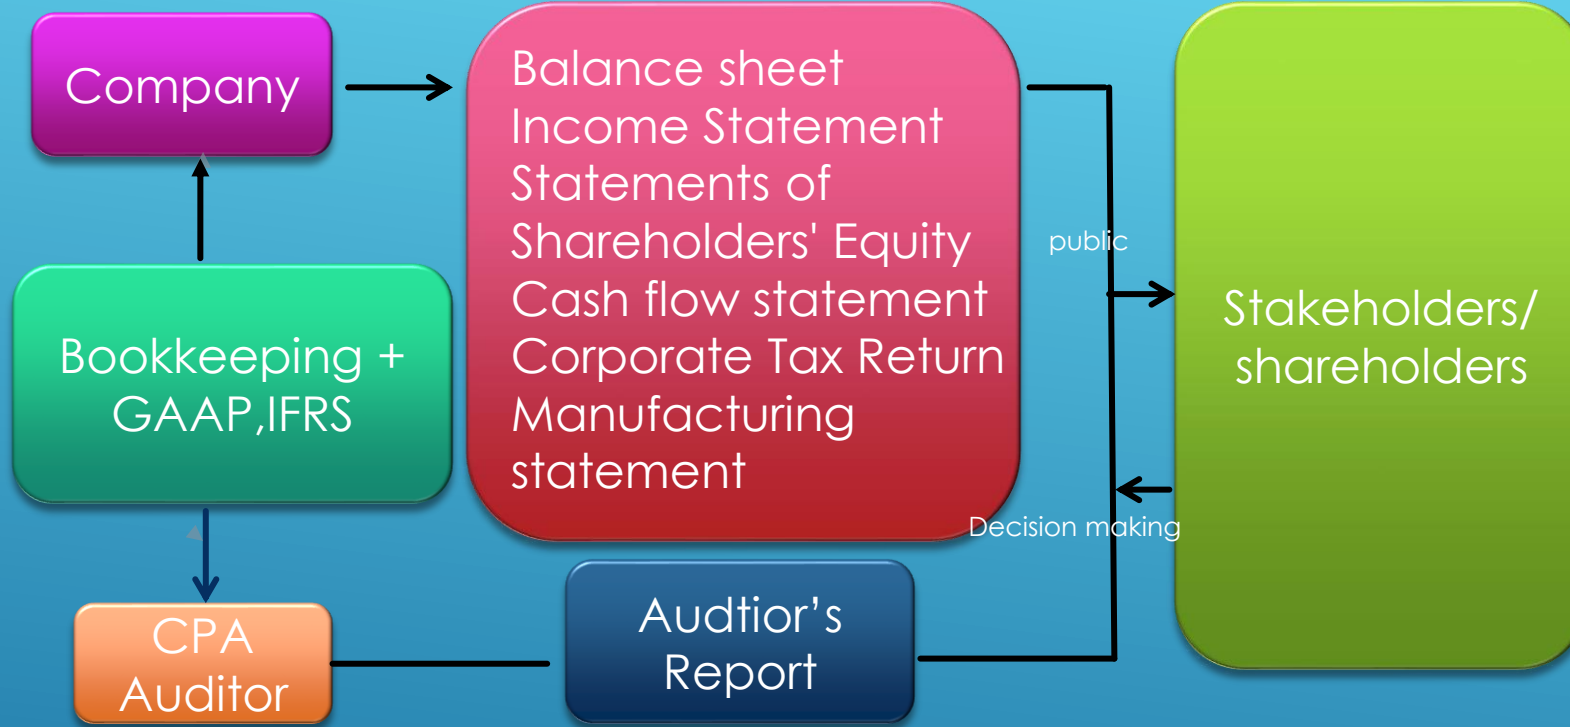 Company
Balance sheet
Income Statement
Statements of
Shareholders' Equity
Cash flow statement
Corporate Tax Return
Manufacturing
statement
public
Stakeholders/
shareholders
Bookkeeping +
GAAP,IFRS
Decision making
CPA
Auditor
Audtior’s
Report